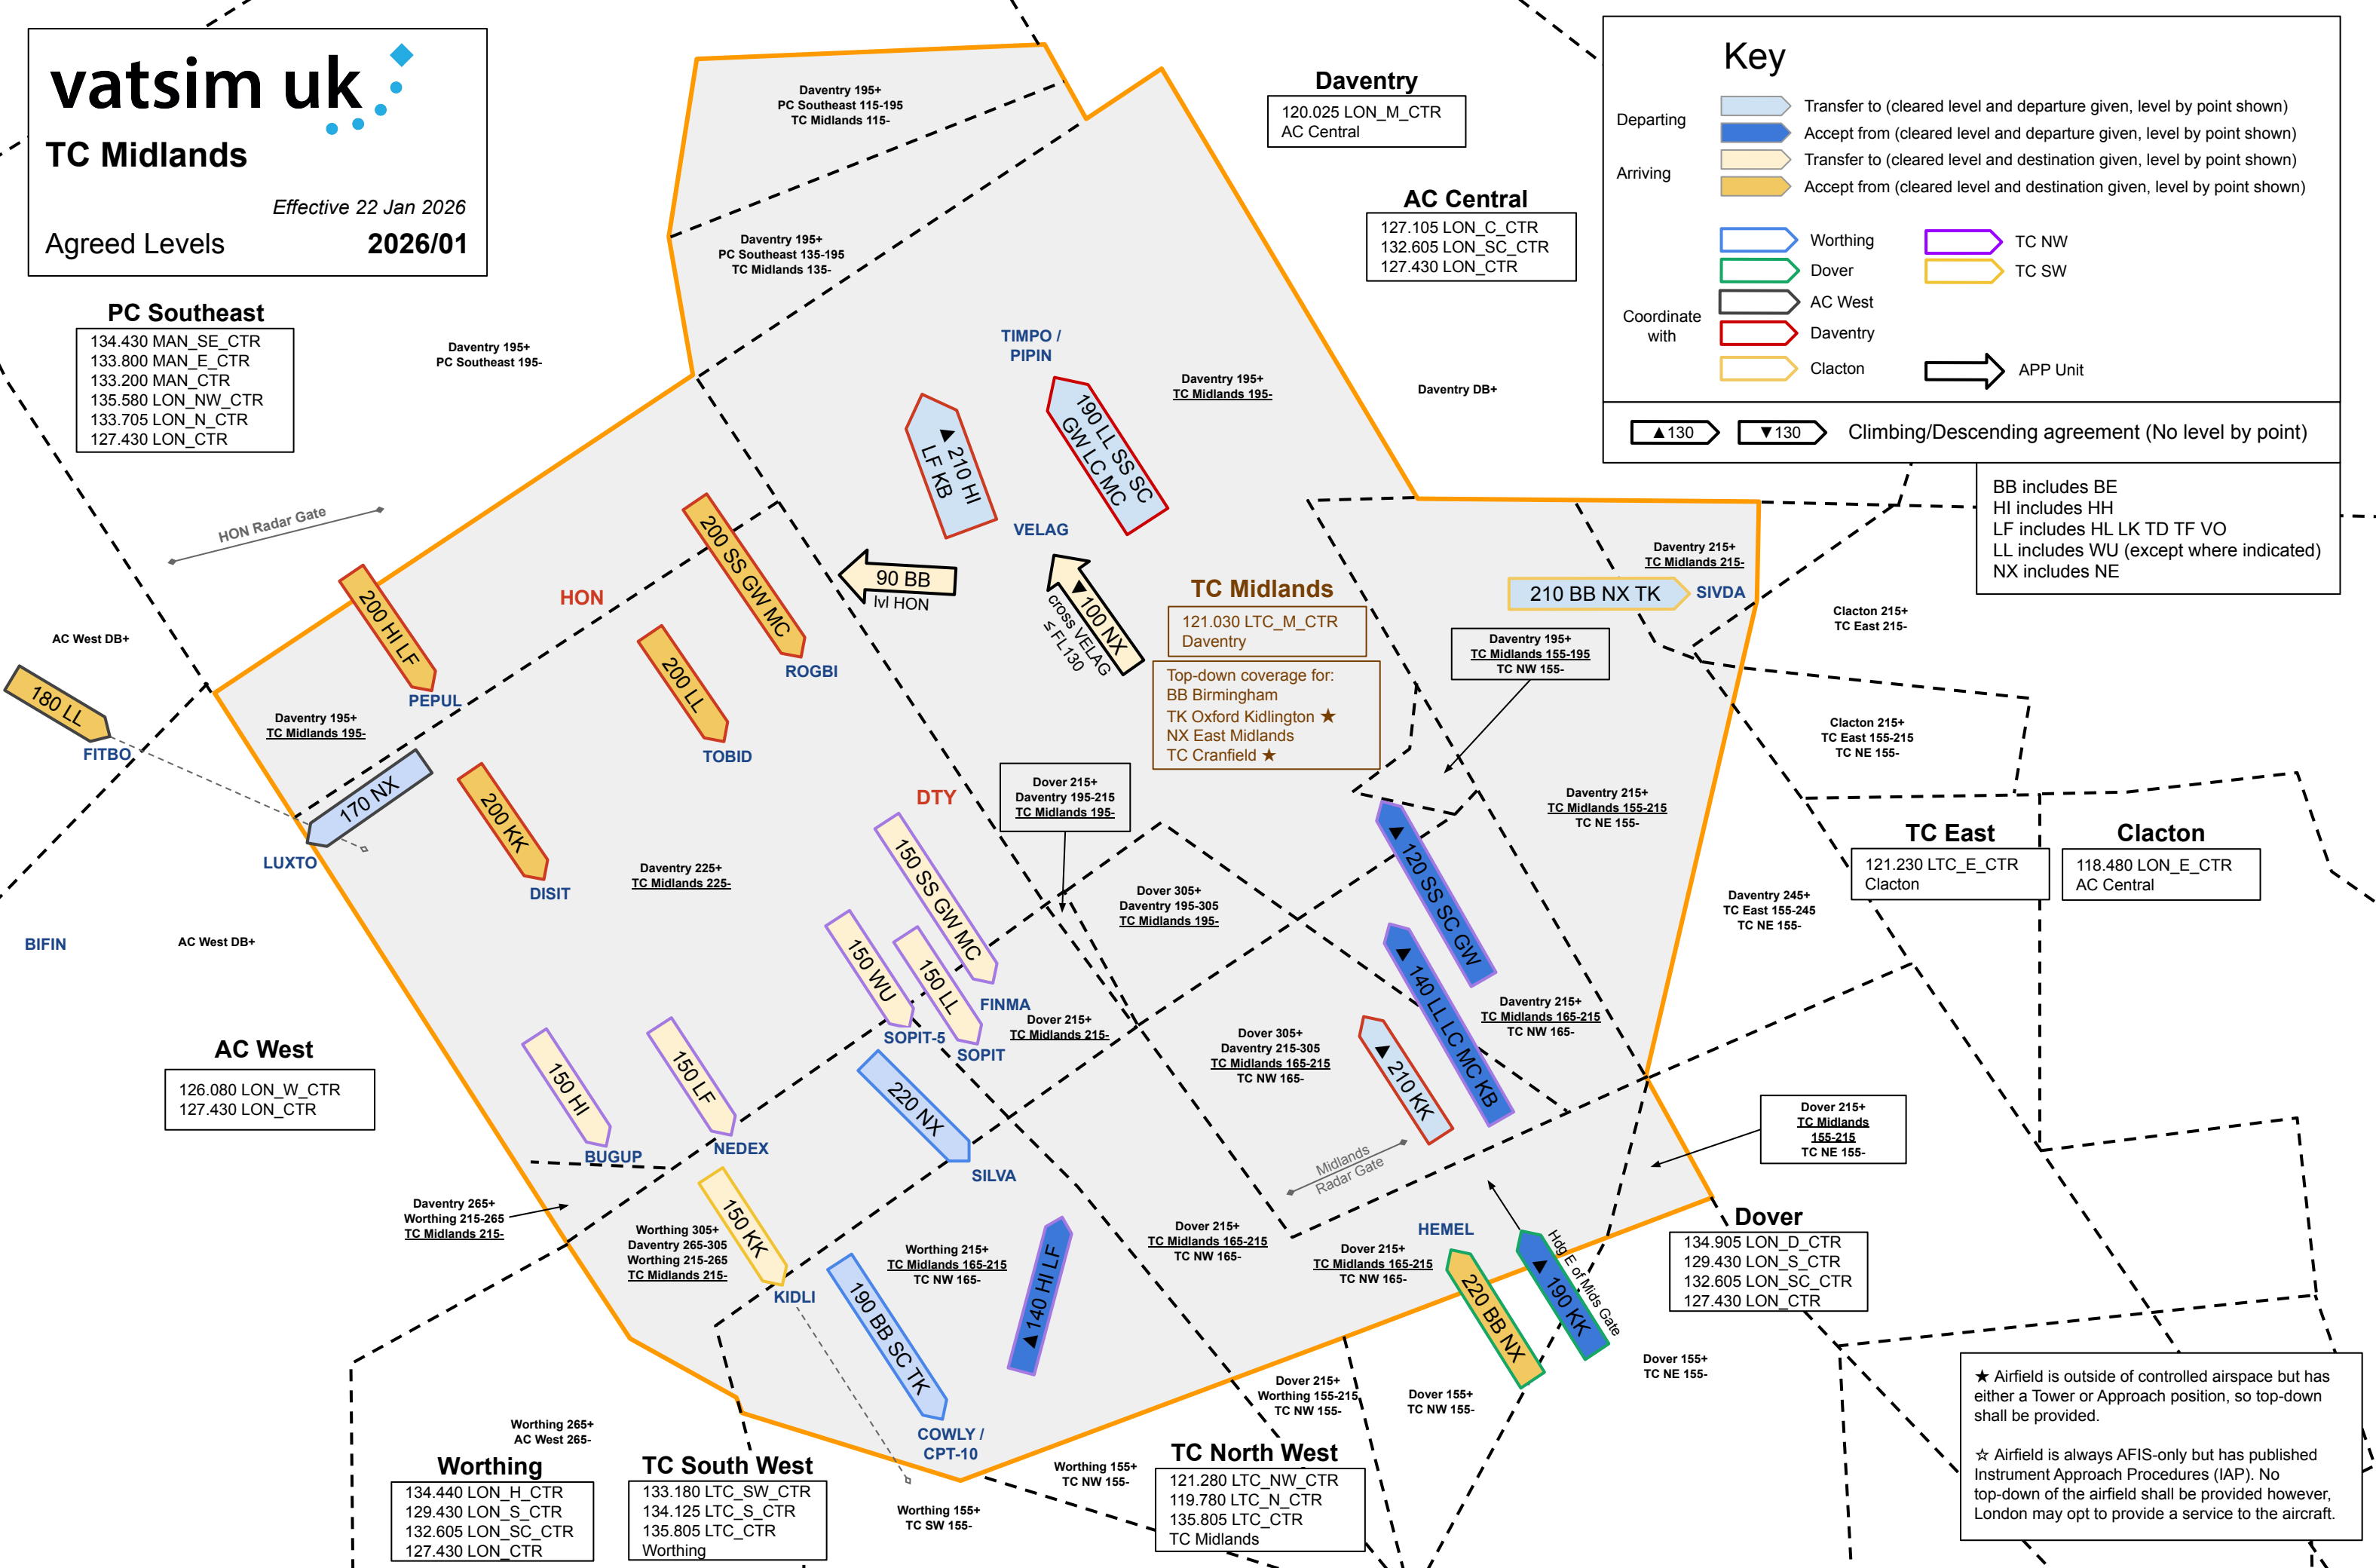 vatsim uk
TC Midlands
Effective 22 Jan 2026
Agreed Levels 2026/01
PC Southeast
134.430 MAN_SE_CTR
133.800 MAN_E_CTR
133.200 MAN_CTR
135.580 LON_NW_CTR
133.705 LON_N_CTR
127.430 LON_CTR
Daventry 195+
PC Southeast 115-195
TC Midlands 115-
Daventry 195+
PC Southeast 135-195
TC Midlands 135-
Daventry 195+
PC Southeast 195-
Daventry
120.025 LON_M_CTR
AC Central
AC Central
127.105 LON_C_CTR
132.605 LON_SC_CTR
127.430 LON_CTR
Key
Departing
Transfer to (cleared level and departure given, level by point shown)
Accept from (cleared level and departure given, level by point shown)
Arriving
Transfer to (cleared level and destination given, level by point shown)
Accept from (cleared level and destination given, level by point shown)
Coordinate
with
Worthing
Dover
AC West
Daventry
Clacton
TC NW
TC SW
APP Unit
▲130 ▼130 Climbing/Descending agreement (No level by point)
BB includes BE
HI includes HH
LF includes HL LK TD TF VO
LL includes WU (except where indicated)
NX includes NE
TIMPO /
PIPIN
Daventry 195+
TC Midlands 195-
Daventry DB+
▲210 HI
LF KB
190 LL SS SC
GW LC MC
VELAG
HON Radar Gate
200 SS GW MC
ROGBI
90 BB
lvl HON
▼100 NX
cross VELAG
≤ FL130
TC Midlands
121.030 LTC_M_CTR
Daventry
Top-down coverage for:
BB Birmingham
TK Oxford Kidlington ★
NX East Midlands
TC Cranfield ★
Daventry 215+
TC Midlands 215-
210 BB NX TK
SIVDA
Daventry 195+
TC Midlands 155-195
TC NW 155-
Clacton 215+
TC East 215-
HON
200 HI LF
PEPUL
AC West DB+
180 LL
FITBO
Daventry 195+
TC Midlands 195-
200 LL
TOBID
170 NX
LUXTO
200 KK
DISIT
DTY
Dover 215+
Daventry 195-215
TC Midlands 195-
Clacton 215+
TC East 155-215
TC NE 155-
Daventry 215+
TC Midlands 155-215
TC NE 155-
TC East
121.230 LTC_E_CTR
Clacton
Clacton
118.480 LON_E_CTR
AC Central
Daventry 225+
TC Midlands 225-
150 SS GW MC
FINMA
Dover 305+
Daventry 195-305
TC Midlands 195-
▲ 120 SS SC GW
Daventry 245+
TC East 155-245
TC NE 155-
BIFIN
AC West DB+
150 WU
SOPIT-5
150 LL
SOPIT
Dover 215+
TC Midlands 215-
▲ 140 LL LC MC KB
Daventry 215+
TC Midlands 165-215
TC NW 165-
Dover 305+
Daventry 215-305
TC Midlands 165-215
TC NW 165-
▲ 210 KK
AC West
126.080 LON_W_CTR
127.430 LON_CTR
150 HI
BUGUP
150 LF
NEDEX
220 NX
SILVA
Midlands
Radar Gate
Dover 215+
TC Midlands
155-215
TC NE 155-
Daventry 265+
Worthing 215-265
TC Midlands 215-
Worthing 305+
Daventry 265-305
Worthing 215-265
TC Midlands 215-
150 KK
KIDLI
Worthing 215+
TC Midlands 165-215
TC NW 165-
190 BB SC TK
COWLY /
CPT-10
▲140 HI LF
Dover 215+
TC Midlands 165-215
TC NW 165-
Dover 215+
TC Midlands 165-215
TC NW 165-
HEMEL
220 BB NX
▲ 190 KK
Hdg E of Mids Gate
Dover
134.905 LON_D_CTR
129.430 LON_S_CTR
132.605 LON_SC_CTR
127.430 LON_CTR
Dover 155+
TC NE 155-
Dover 215+
Worthing 155-215
TC NW 155-
Dover 155+
TC NW 155-
Worthing 265+
AC West 265-
Worthing
134.440 LON_H_CTR
129.430 LON_S_CTR
132.605 LON_SC_CTR
127.430 LON_CTR
TC South West
133.180 LTC_SW_CTR
134.125 LTC_S_CTR
135.805 LTC_CTR
Worthing
Worthing 155+
TC SW 155-
Worthing 155+
TC NW 155-
TC North West
121.280 LTC_NW_CTR
119.780 LTC_N_CTR
135.805 LTC_CTR
TC Midlands
★ Airfield is outside of controlled airspace but has
either a Tower or Approach position, so top-down
shall be provided.
☆ Airfield is always AFIS-only but has published
Instrument Approach Procedures (IAP). No
top-down of the airfield shall be provided however,
London may opt to provide a service to the aircraft.